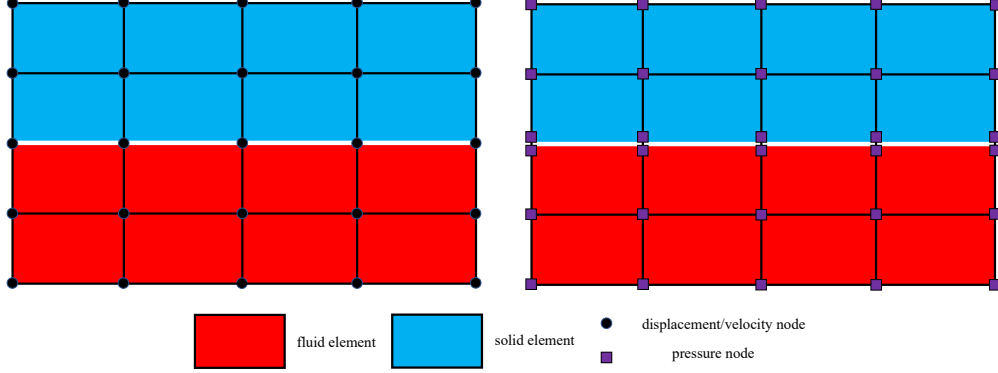 fluid element
solid element
displacement/velocity node
pressure node